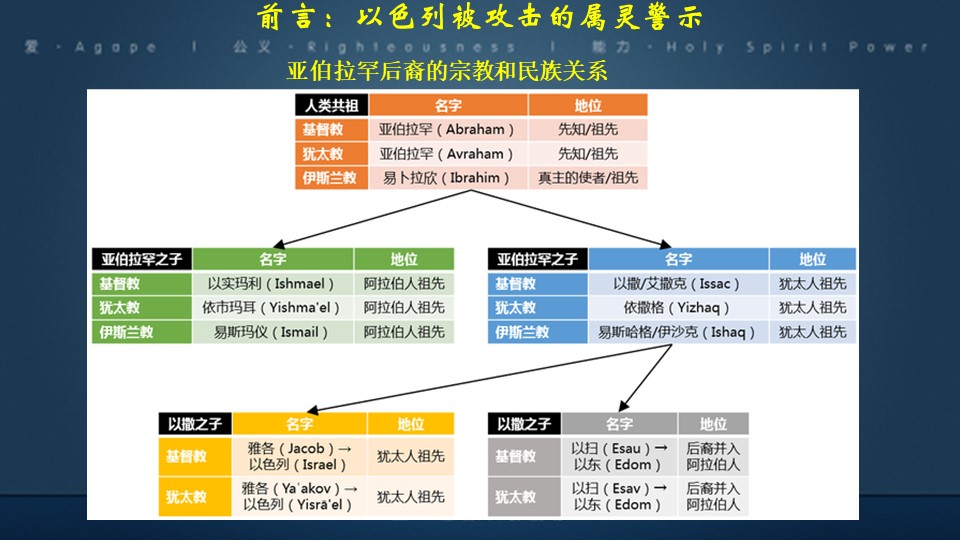 前言：以色列被攻击的属灵警示
爱 · Agape | 公义 · Righteousness | 能力 · Holy Spirit Power
亚伯拉罕后裔的宗教和民族关系
人类共祖 名字 地位
基督教 亚伯拉罕（Abraham） 先知/祖先
犹太教 亚伯拉罕（Avraham） 先知/祖先
伊斯兰教 易卜拉欣（Ibrahim） 真主的使者/祖先
亚伯拉罕之子 名字 地位
基督教 以实玛利（Ishmael） 阿拉伯人祖先
犹太教 依市玛耳（Yishma'el） 阿拉伯人祖先
伊斯兰教 易斯玛仪（Ismail） 阿拉伯人祖先
亚伯拉罕之子 名字 地位
基督教 以撒/艾撒克（Issac） 犹太人祖先
犹太教 依撒格（Yizhaq） 犹太人祖先
伊斯兰教 易斯哈格/伊沙克（Ishaq） 犹太人祖先
以撒之子 名字 地位
基督教 雅各（Jacob）→ 犹太人祖先
以色列（Israel）
犹太教 雅各（Yaʿakov）→ 犹太人祖先
以色列（Yisrā'el）
以撒之子 名字 地位
基督教 以扫（Esau）→ 后裔并入
以东（Edom） 阿拉伯人
犹太教 以扫（Esav）→ 后裔并入
以东（Edom） 阿拉伯人